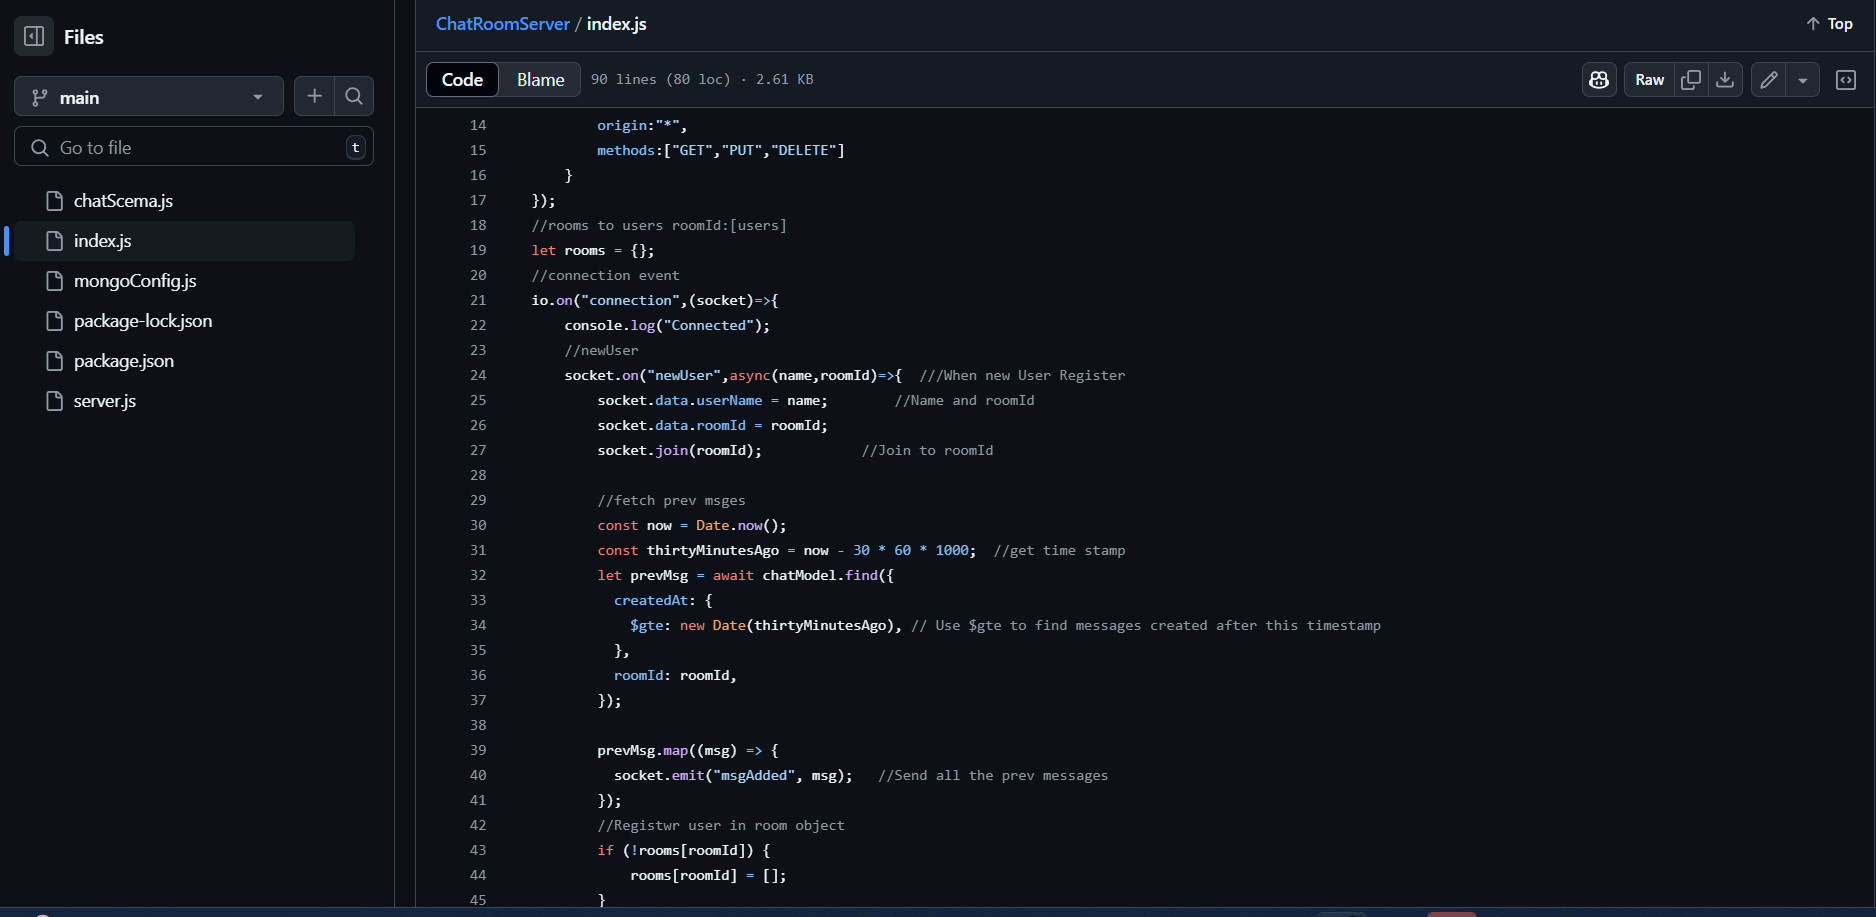 Files
main
Go to file
t
chatScema.js
index.js
mongoConfig.js
package-lock.json
package.json
server.js
ChatRoomServer / index.js
Top
Code Blame 90 lines (80 loc) · 2.61 KB
Raw
14 origin:"*",
15 methods:["GET","PUT","DELETE"]
16 }
17 });
18 //rooms to users roomId:[users]
19 let rooms = {};
20 //connection event
21 io.on("connection",(socket)=>{
22 console.log("Connected");
23 //newUser
24 socket.on("newUser",async(name,roomId)=>{ ///When new User Register
25 socket.data.userName = name; //Name and roomId
26 socket.data.roomId = roomId;
27 socket.join(roomId); //Join to roomId
28
29 //fetch prev msges
30 const now = Date.now();
31 const thirtyMinutesAgo = now - 30 * 60 * 1000; //get time stamp
32 let prevMsg = await chatModel.find({
33 createdAt: {
34 $gte: new Date(thirtyMinutesAgo), // Use $gte to find messages created after this timestamp
35 },
36 roomId: roomId,
37 });
38
39 prevMsg.map((msg) => {
40 socket.emit("msgAdded", msg); //Send all the prev messages
41 });
42 //Registwr user in room object
43 if (!rooms[roomId]) {
44 rooms[roomId] = [];
45 }